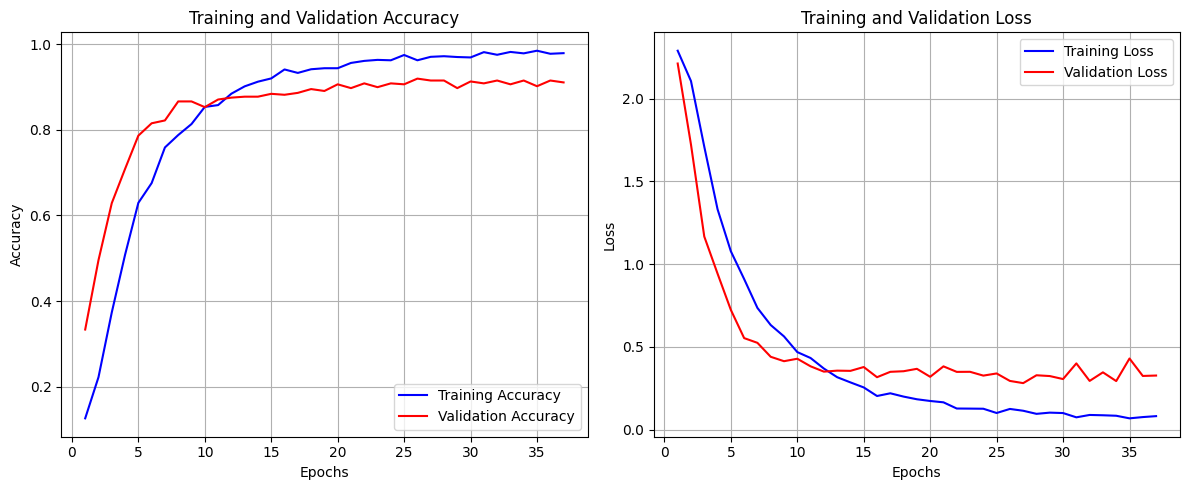 Training and Validation Accuracy
Accuracy
1.0
0.8
0.6
0.4
0.2
0 5 10 15 20 25 30 35
Epochs
Training Accuracy
Validation Accuracy
Training and Validation Loss
Loss
2.0
1.5
1.0
0.5
0.0
0 5 10 15 20 25 30 35
Epochs
Training Loss
Validation Loss